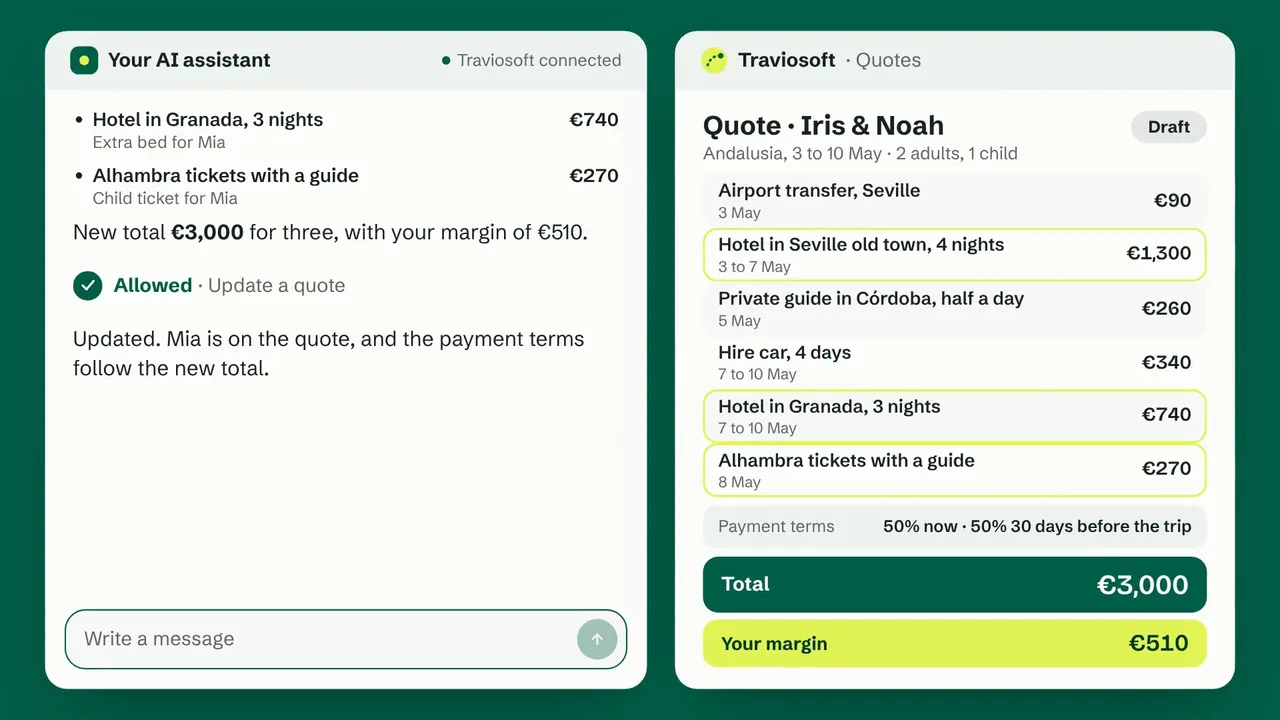 Your AI assistant
Traviosoft connected
• Hotel in Granada, 3 nights €740
Extra bed for Mia
• Alhambra tickets with a guide €270
Child ticket for Mia
New total €3,000 for three, with your margin of €510.
Allowed · Update a quote
Updated. Mia is on the quote, and the payment terms
follow the new total.
Write a message
Traviosoft · Quotes
Quote · Iris & Noah
Draft
Andalusia, 3 to 10 May · 2 adults, 1 child
Airport transfer, Seville €90
3 May
Hotel in Seville old town, 4 nights €1,300
3 to 7 May
Private guide in Córdoba, half a day €260
5 May
Hire car, 4 days €340
7 to 10 May
Hotel in Granada, 3 nights €740
7 to 10 May
Alhambra tickets with a guide €270
8 May
Payment terms 50% now · 50% 30 days before the trip
Total €3,000
Your margin €510